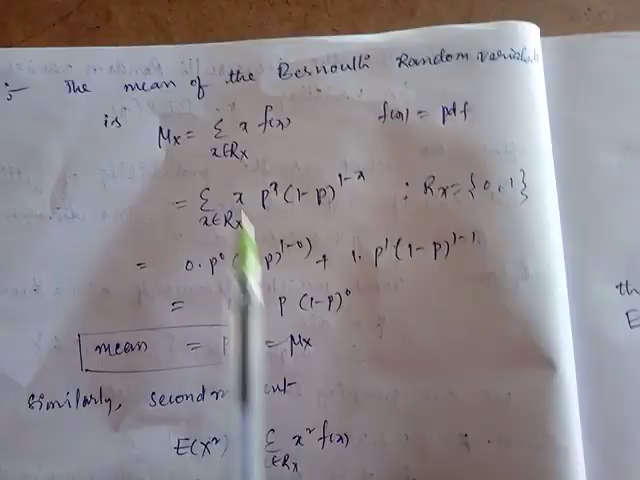 :- The mean of the Bernoulli Random variable
is μx = Σ x f(x) f(x) = pdf
x∈Rx
= Σ x p^x (1-p)^1-x ; Rx = {0,1}
x∈Rx
= 0. p^0 ( p)^1-0) + 1. p^1 (1-p)^1-1
= p (1-p)^0
mean = p = μx
Similarly, second
E(X²) Σ x² f(x)
∈Rx
th
E